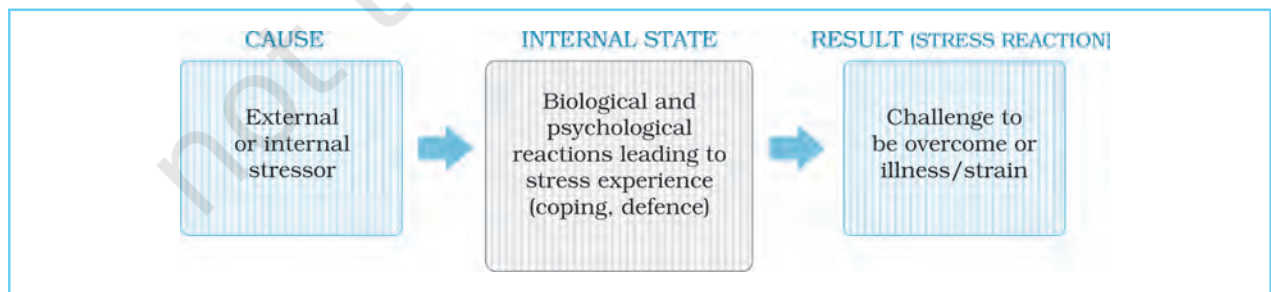 CAUSE
External
or internal
stressor
INTERNAL STATE
Biological and
psychological
reactions leading to
stress experience
(coping, defence)
RESULT (STRESS REACTION)
Challenge to
be overcome or
illness/strain
not